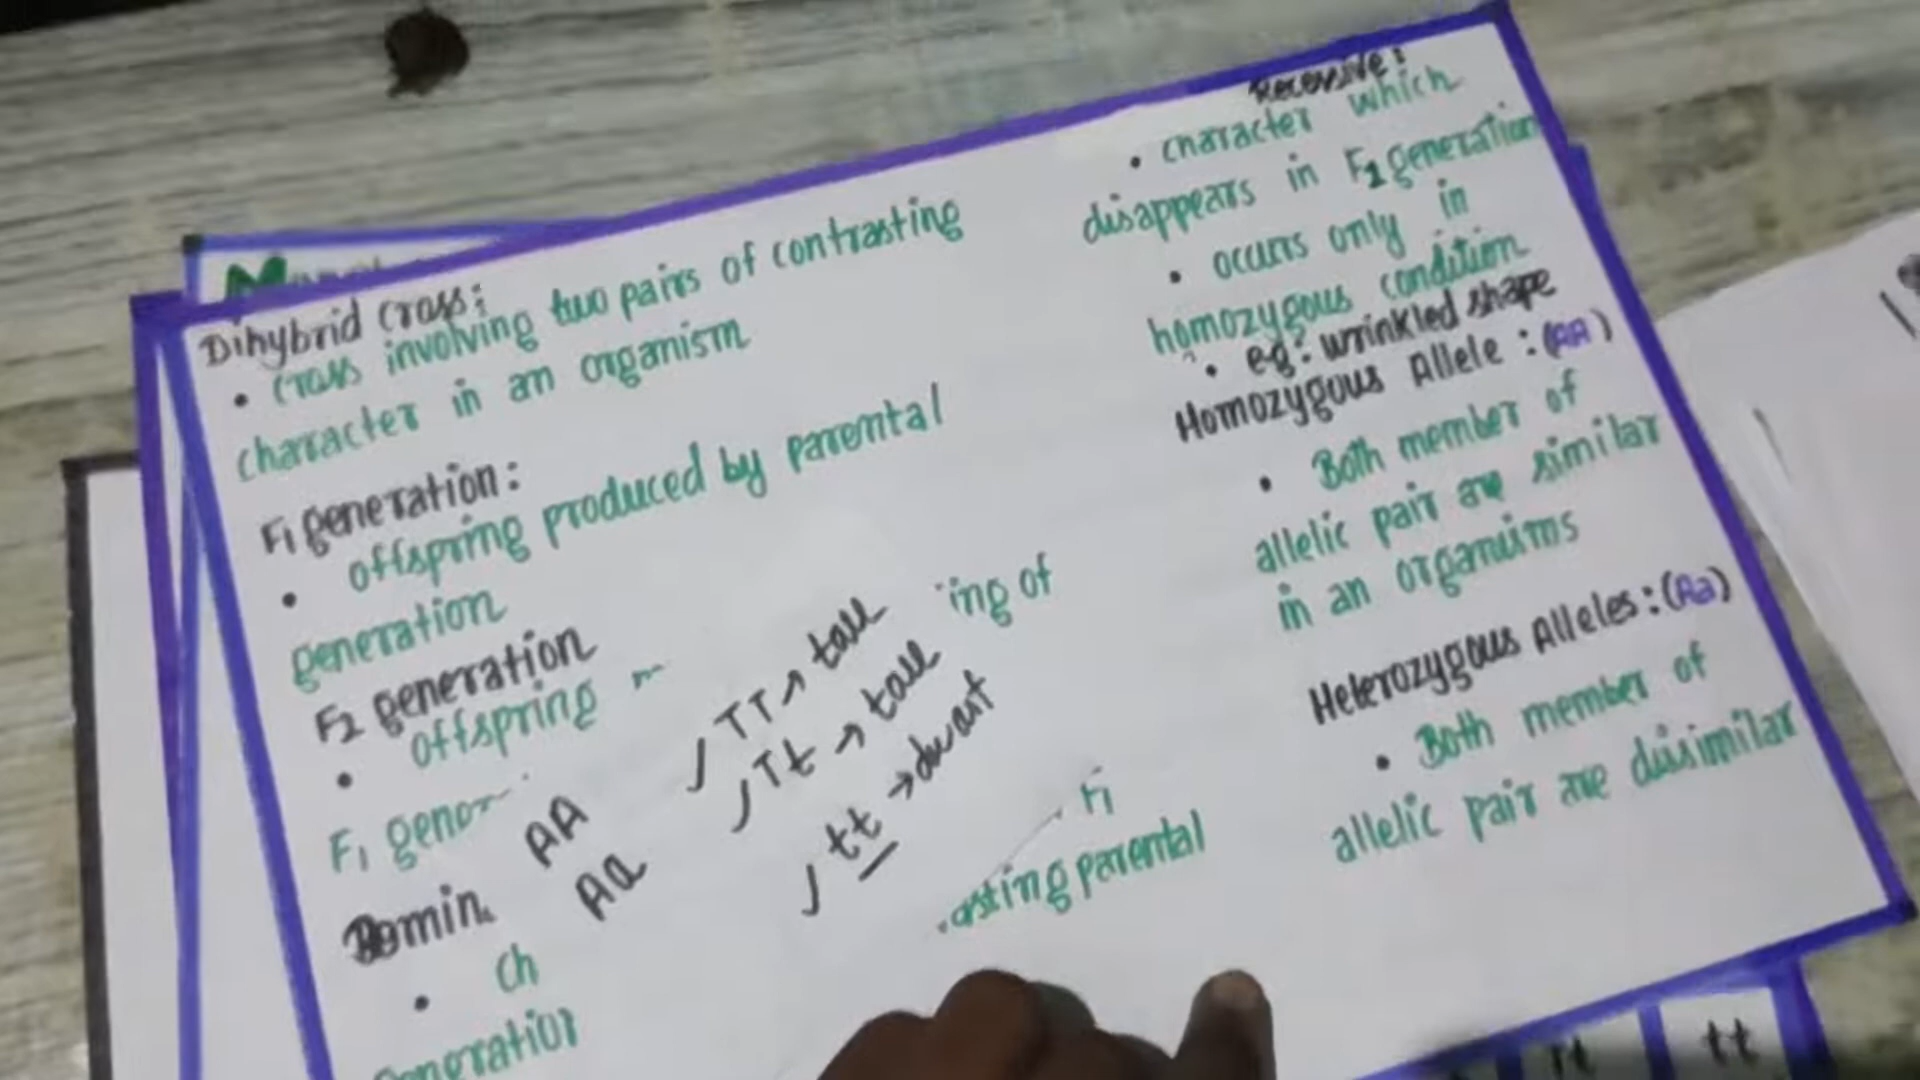 Dihybrid Cross:
• Cross involving two pairs of contrasting
character in an organism
F1 generation:
• offspring produced by parental
generation
F2 generation
• offspring
ing of
F1
Domin
• Ch
TT → tall
Tt → tall
tt → dwarf
AA
Aa
F1
parental
Recessive:
• character which
disappears in F1 generation
• occurs only in
homozygous condition
• eg: wrinkled shape
Homozygous Allele : (AA)
• Both member of
allelic pair are similar
in an organisms
Heterozygous Alleles : (Aa)
• Both member of
allelic pair are dissimilar
tt